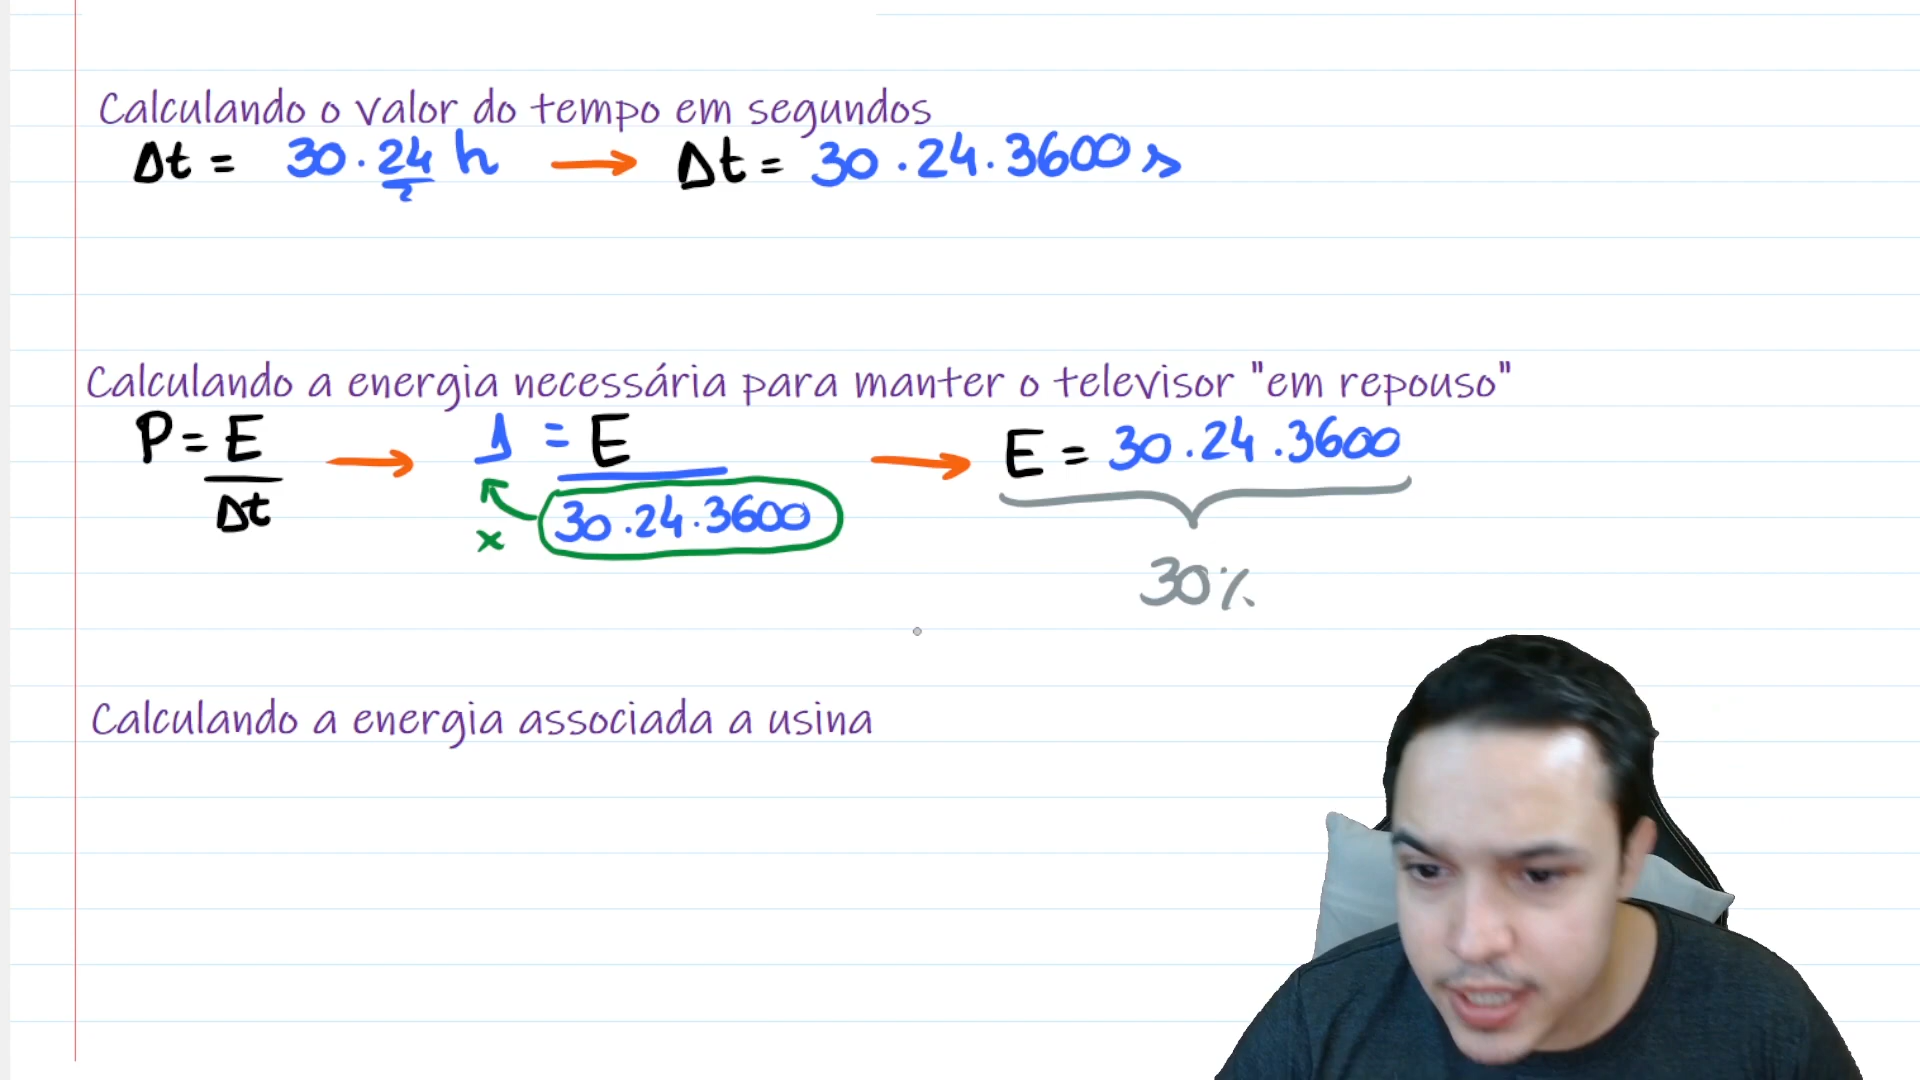 Calculando o valor do tempo em segundos
Δt = 30 . 24 h → Δt = 30 . 24 . 3600 s
Calculando a energia necessária para manter o televisor "em repouso"
P = E/Δt → 1 = E/30 . 24 . 3600 → E = 30 . 24 . 3600
x
30%
Calculando a energia associada a usina